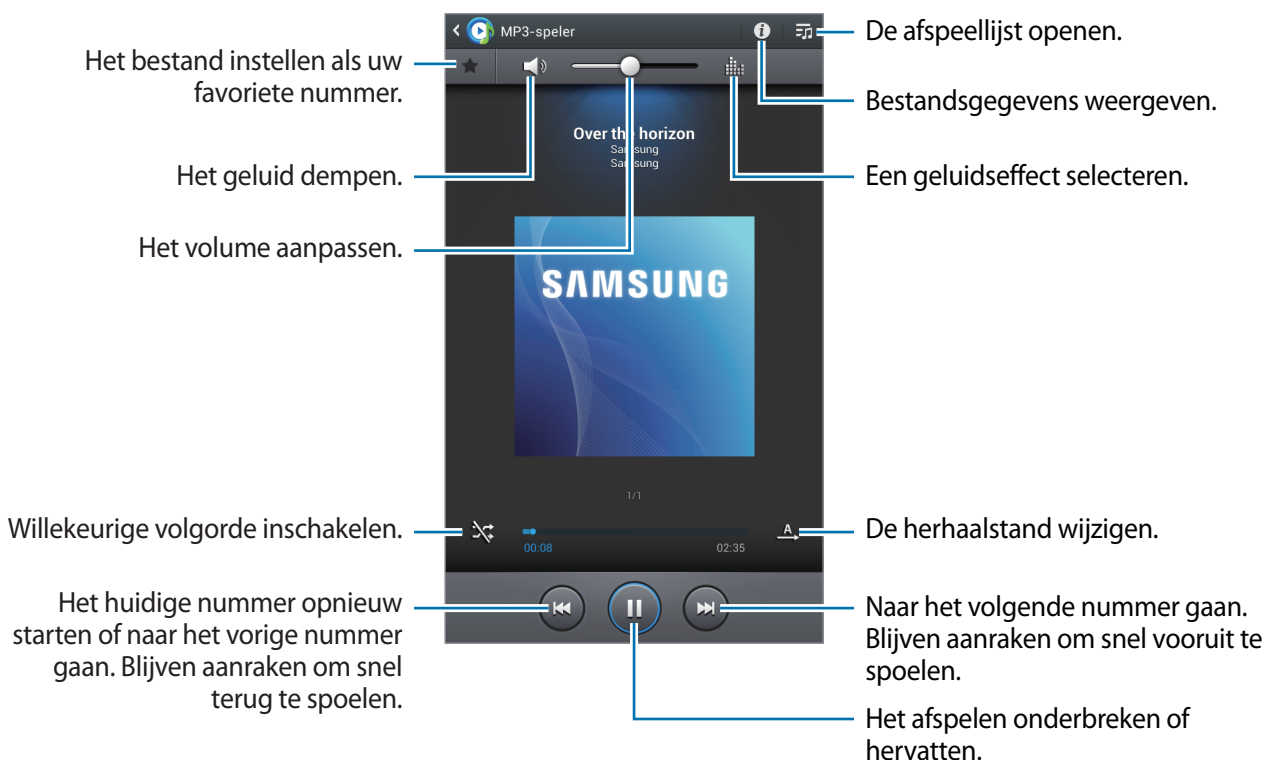 MP3-speler
De afspeellijst openen.
Het bestand instellen als uw
favoriete nummer.
Bestandsgegevens weergeven.
Over the horizon
Samsung
Samsung
Het geluid dempen.
Een geluidseffect selecteren.
Het volume aanpassen.
SAMSUNG
1/1
Willekeurige volgorde inschakelen.
A
De herhaalstand wijzigen.
00:08
02:35
Het huidige nummer opnieuw
starten of naar het vorige nummer
gaan. Blijven aanraken om snel
terug te spoelen.
Naar het volgende nummer gaan.
Blijven aanraken om snel vooruit te
spoelen.
Het afspelen onderbreken of
hervatten.